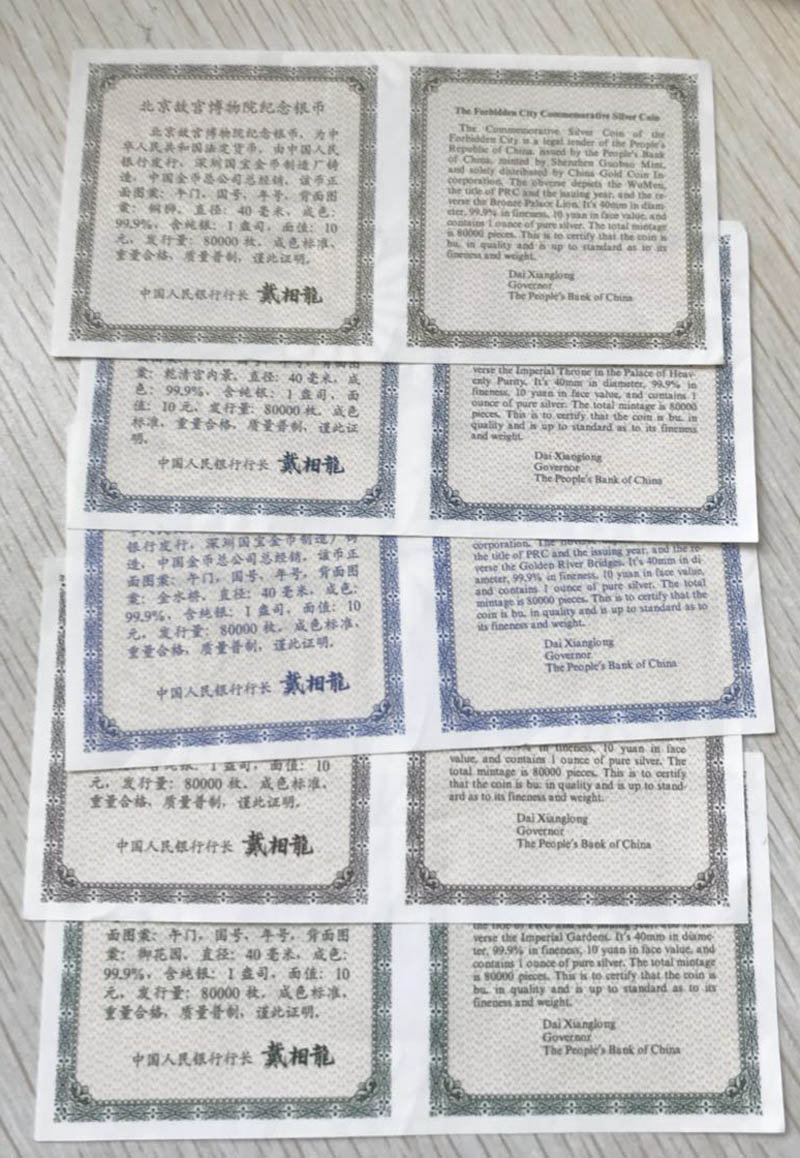 北京故宫博物院纪念银币
北京故宫博物院纪念银币，为中
华人民共和国法定货币，由中国人民
银行发行，深圳国宝金币制造厂铸
造，中国金币总公司总经销，该币正
面图案：午门，国号，年号，背面图
案：铜狮，直径：40毫米，成色：
99.9%，含纯银：1盎司，面值：10
元，发行量：80000枚，成色标准，
重量合格，质量普制，谨此证明。
中国人民银行行长 戴相龍
The Forbidden City Commemorative Silver Coin
The Commemorative Silver Coin of the
Forbidden City is a legal tender of the People's
Republic of China, issued by the People's Bank
of China, minted by Shenzhen Guobao Mint,
and solely distributed by China Gold Coin In-
corporation. The obverse depicts the WuMen,
the title of PRC and the issuing year, and the re-
verse the Bronze Palace Lion. It's 40mm in diam-
eter, 99.9% in fineness, 10 yuan in face value, and
contains 1 ounce of pure silver. The total mintage
is 80000 pieces. This is to certify that the coin is
bu. in quality and is up to standard as to its
fineness and weight.
Dai Xianglong
Governor
The People's Bank of China
案：乾清宫内景，直径：40毫米，成
色：99.9%，含纯银：1盎司，面
值：10元，发行量：80000枚，成色
标准，重量合格，质量普制，谨此证
明。
中国人民银行行长 戴相龍
verse the Imperial Throne in the Palace of Heav-
enly Purity. It's 40mm in diameter, 99.9% in
fineness, 10 yuan in face value, and contains 1
ounce of pure silver. The total mintage is 80000
pieces. This is to certify that the coin is bu. in
quality and is up to standard as to its fineness
and weight.
Dai Xianglong
Governor
The People's Bank of China
银行发行，深圳国宝金币制造厂铸
造，中国金币总公司总经销，该币正
面图案：午门，国号，年号，背面图
案：金水桥，直径：40毫米，成色：
99.9%，含纯银：1盎司，面值：10
元，发行量：80000枚，成色标准，
重量合格，质量普制，谨此证明。
中国人民银行行长 戴相龍
corporation. The
the title of PRC and the issuing year, and the re-
verse the Golden River Bridges. It's 40mm in di-
ameter, 99.9% in fineness, 10 yuan in face value,
and contains 1 ounce of pure silver. The total
mintage is 80000 pieces. This is to certify that the
coin is bu. in quality and is up to standard as to
its fineness and weight.
Dai Xianglong
Governor
The People's Bank of China
含纯银：1盎司，面值：10
元，发行量：80000枚，成色标准，
重量合格，质量普制，谨此证明。
中国人民银行行长 戴相龍
in fineness, 10 yuan in face
value, and contains 1 ounce of pure silver. The
total mintage is 80000 pieces. This is to certify
that the coin is bu. in quality and is up to stand-
ard as to its fineness and weight.
Dai Xianglong
Governor
The People's Bank of China
面图案：午门，国号，年号，背面图
案：御花园，直径：40毫米，成色：
99.9%，含纯银：1盎司，面值：10
元，发行量：80000枚，成色标准，
重量合格，质量普制，谨此证明。
中国人民银行行长 戴相龍
the title of PRC and the issuing year, and the re-
verse the Imperial Gardens. It's 40mm in diame-
ter, 99.9% in fineness, 10 yuan in face value, and
contains 1 ounce of pure silver. The total mintage
is 80000 pieces. This is to certify that the coin is
bu. in quality and is up to standard as to its
fineness and weight.
Dai Xianglong
Governor
The People's Bank of China